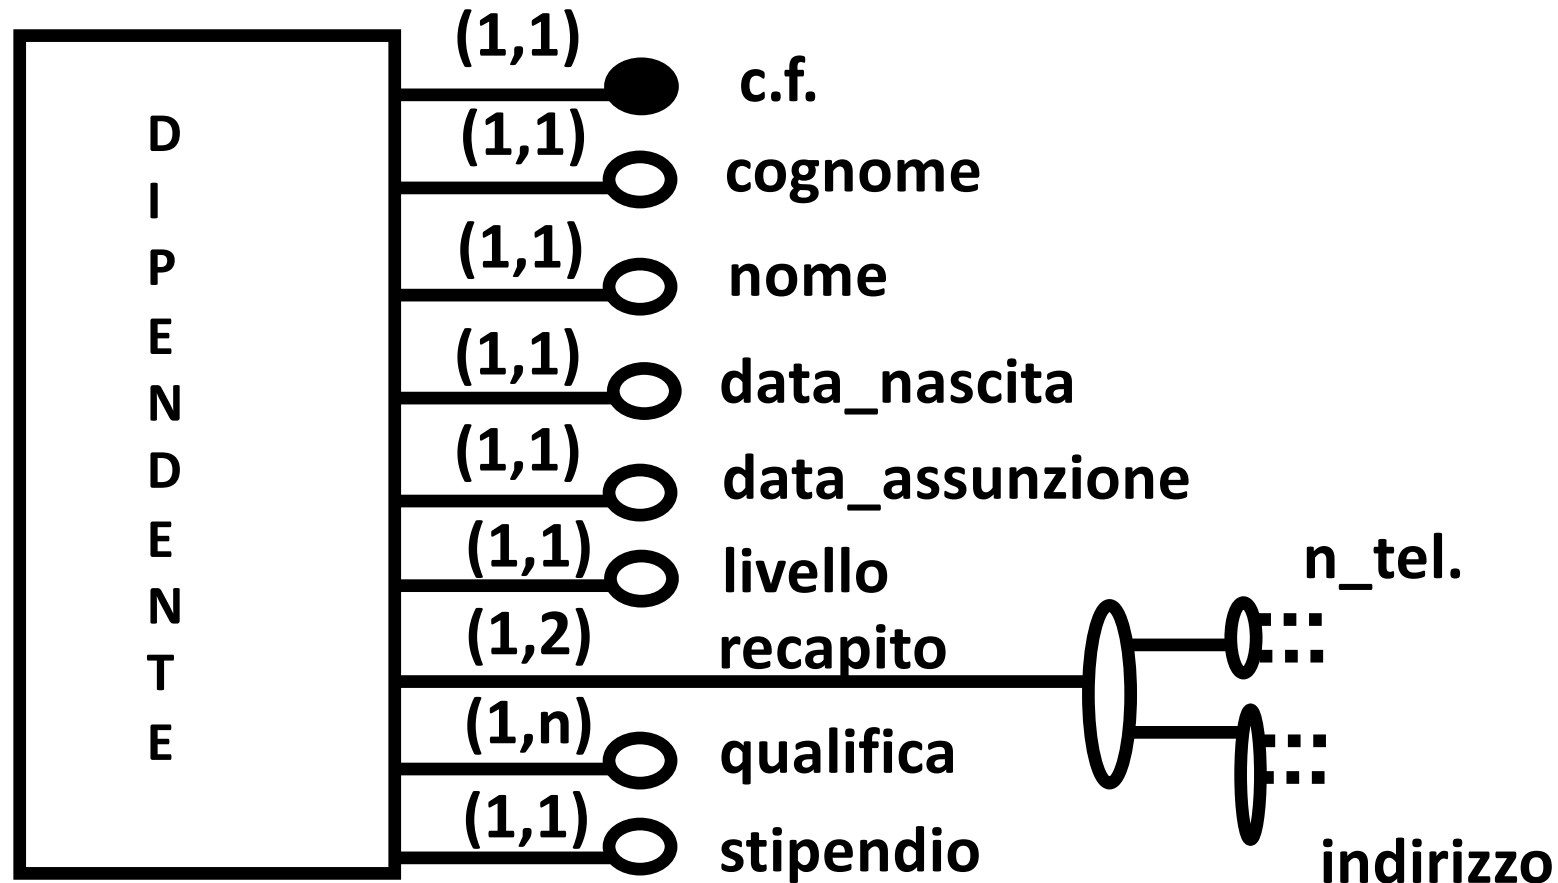 DIPENDENTE
(1,1)
c.f.
(1,1)
cognome
(1,1)
nome
(1,1)
data_nascita
(1,1)
data_assunzione
(1,1)
livello
n_tel.
(1,2)
recapito
(1,n)
qualifica
(1,1)
stipendio
indirizzo